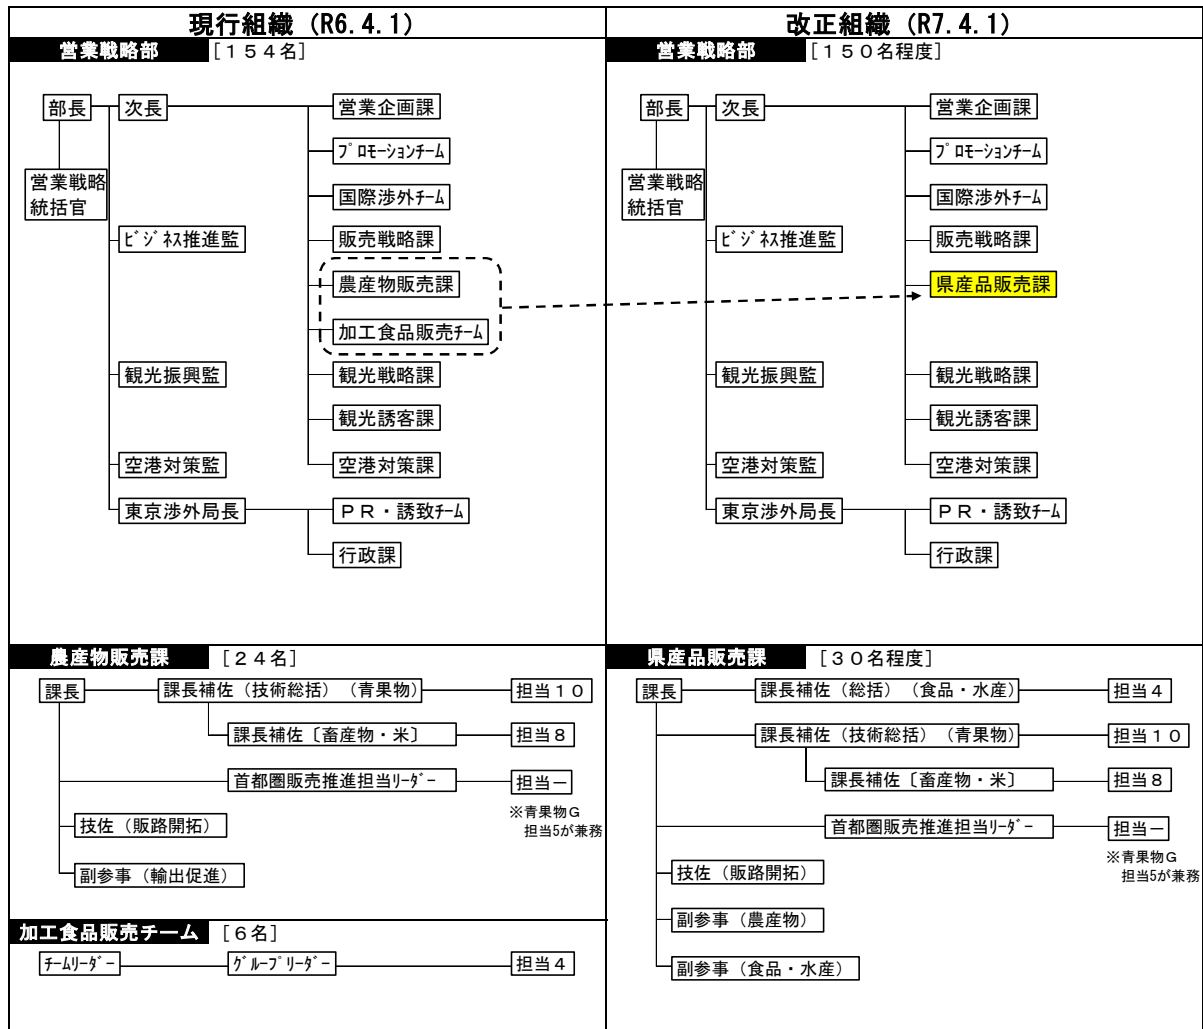 現行組織（R6.4.1）
営業戦略部 ［１５４名］
部長 次長 営業企画課
ﾌﾟﾛﾓｰｼｮﾝﾁｰﾑ
営業戦略
統括官
国際渉外ﾁｰﾑ
ﾋﾞｼﾞﾈｽ推進監 販売戦略課
農産物販売課
加工食品販売ﾁｰﾑ
観光振興監 観光戦略課
観光誘客課
空港対策監 空港対策課
東京渉外局長 ＰＲ・誘致ﾁｰﾑ
行政課
農産物販売課 ［２４名］
課長 課長補佐（技術総括）（青果物） 担当１０
課長補佐〔畜産物・米〕 担当８
首都圏販売推進担当ﾘｰﾀﾞｰ 担当－
※青果物Ｇ
担当5が兼務
技佐（販路開拓）
副参事（輸出促進）
加工食品販売チーム ［６名］
ﾁｰﾑﾘｰﾀﾞｰ ｸﾞﾙｰﾌﾟﾘｰﾀﾞｰ 担当４
改正組織（R7.4.1）
営業戦略部 ［１５０名程度］
部長 次長 営業企画課
ﾌﾟﾛﾓｰｼｮﾝﾁｰﾑ
営業戦略
統括官
国際渉外ﾁｰﾑ
ﾋﾞｼﾞﾈｽ推進監 販売戦略課
県産品販売課
観光振興監 観光戦略課
観光誘客課
空港対策監 空港対策課
東京渉外局長 ＰＲ・誘致ﾁｰﾑ
行政課
県産品販売課 ［３０名程度］
課長 課長補佐（総括）（食品・水産） 担当４
課長補佐（技術総括）（青果物） 担当１０
課長補佐〔畜産物・米〕 担当８
首都圏販売推進担当ﾘｰﾀﾞｰ 担当－
※青果物Ｇ
担当5が兼務
技佐（販路開拓）
副参事（農産物）
副参事（食品・水産）